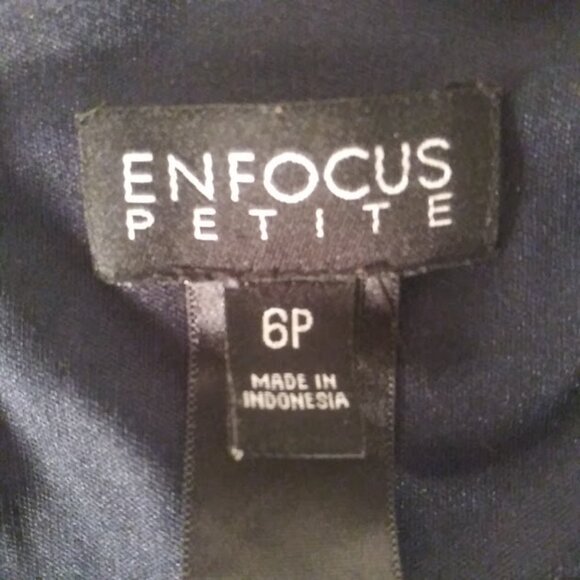 ENFOCUS
PETITE
6P
MADE IN
INDONESIA